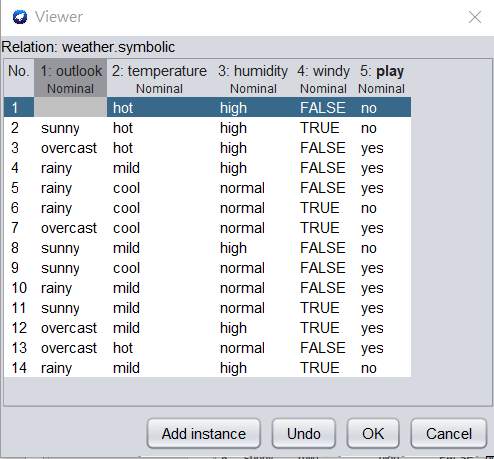 Viewer
Relation: weather.symbolic
No. 1: outlook 2: temperature 3: humidity 4: windy 5: play
Nominal Nominal Nominal Nominal Nominal
1 hot high FALSE no
2 sunny hot high TRUE no
3 overcast hot high FALSE yes
4 rainy mild high FALSE yes
5 rainy cool normal FALSE yes
6 rainy cool normal TRUE no
7 overcast cool normal TRUE yes
8 sunny mild high FALSE no
9 sunny cool normal FALSE yes
10 rainy mild normal FALSE yes
11 sunny mild normal TRUE yes
12 overcast mild high TRUE yes
13 overcast hot normal FALSE yes
14 rainy mild high TRUE no
Add instance Undo OK Cancel